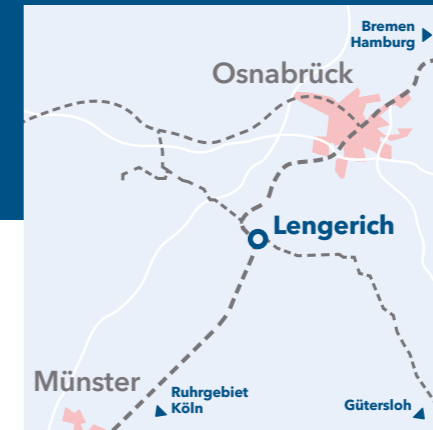 Bremen
Hamburg
Osnabrück
Lengerich
Münster
Ruhrgebiet
Köln
Gütersloh